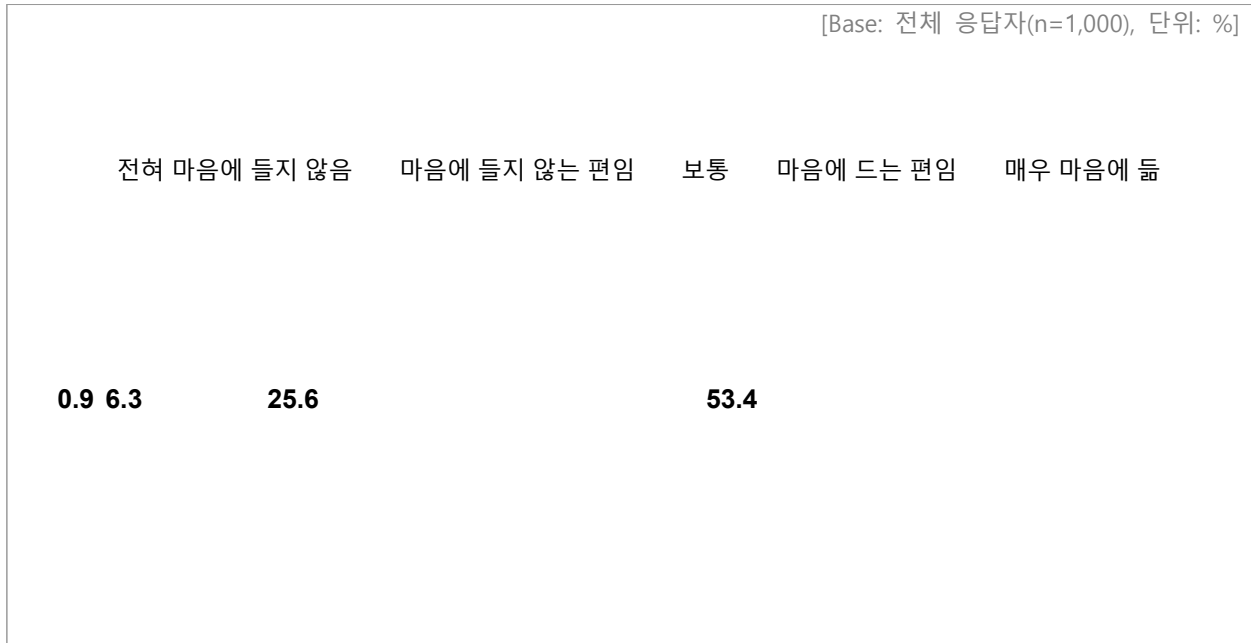 [Base: 전체 응답자(n=1,000), 단위: %]
전혀 마음에 들지 않음 마음에 들지 않는 편임 보통 마음에 드는 편임 매우 마음에 듦
0.9 6.3 25.6 53.4